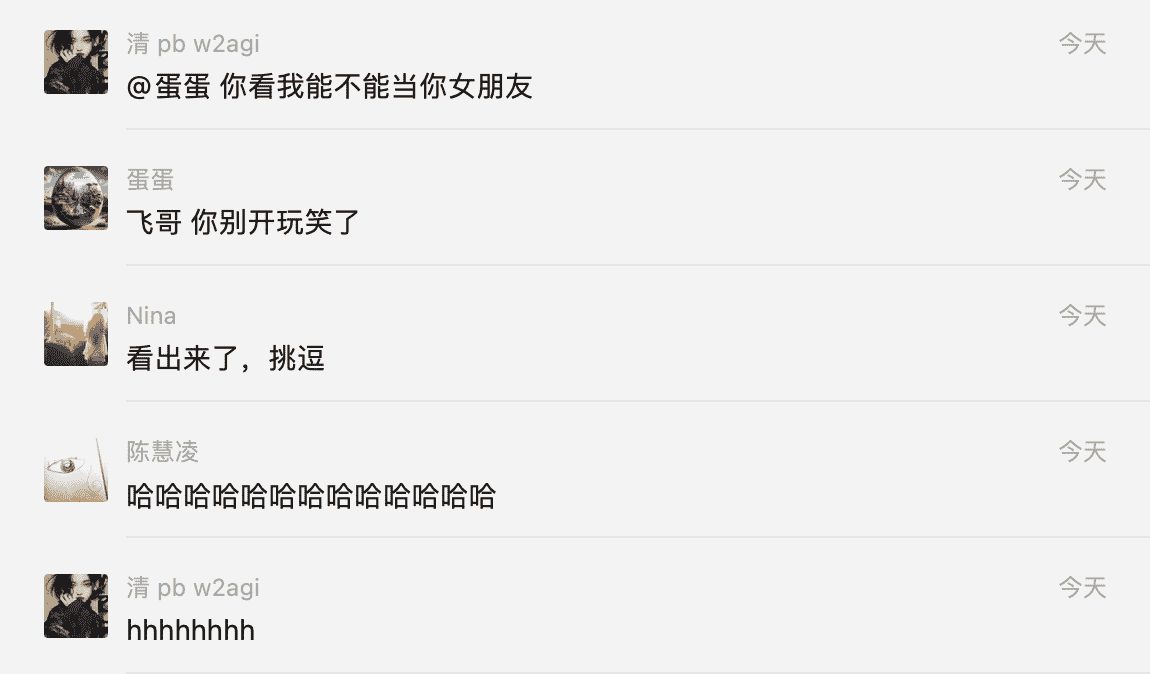 清 pb w2agi 今天
@蛋蛋 你看我能不能当你女朋友
蛋蛋 今天
飞哥 你别开玩笑了
Nina 今天
看出来了，挑逗
陈慧凌 今天
哈哈哈哈哈哈哈哈哈哈哈哈哈
清 pb w2agi 今天
hhhhhhhh